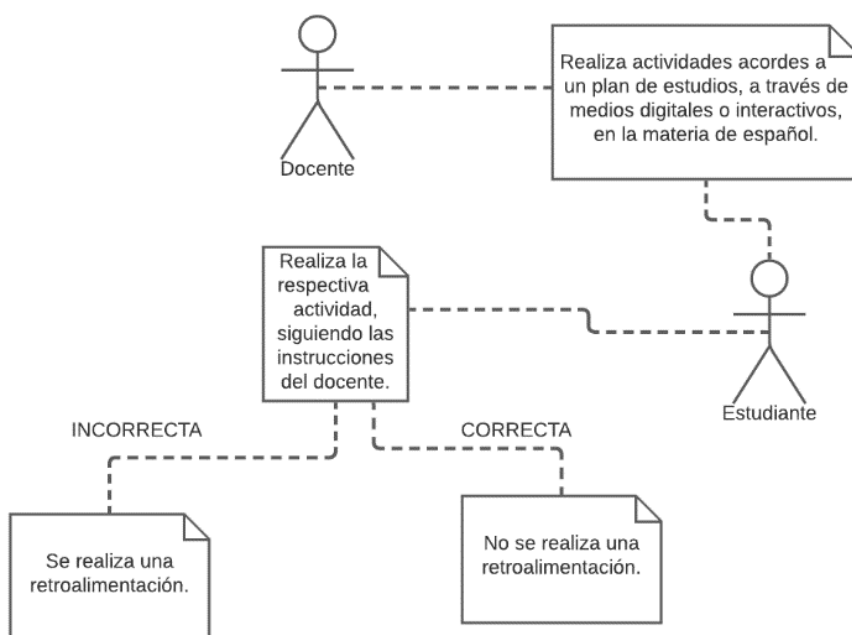 Realiza actividades acordes a
un plan de estudios, a través de
medios digitales o interactivos,
en la materia de español.
Docente
Realiza la
respectiva
actividad,
siguiendo las
instrucciones
del docente.
Estudiante
INCORRECTA
CORRECTA
Se realiza una
retroalimentación.
No se realiza una
retroalimentación.